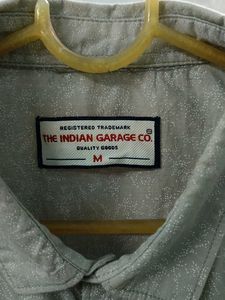 REGISTERED TRADEMARK
THE INDIAN GARAGE CO.
QUALITY GOODS
M